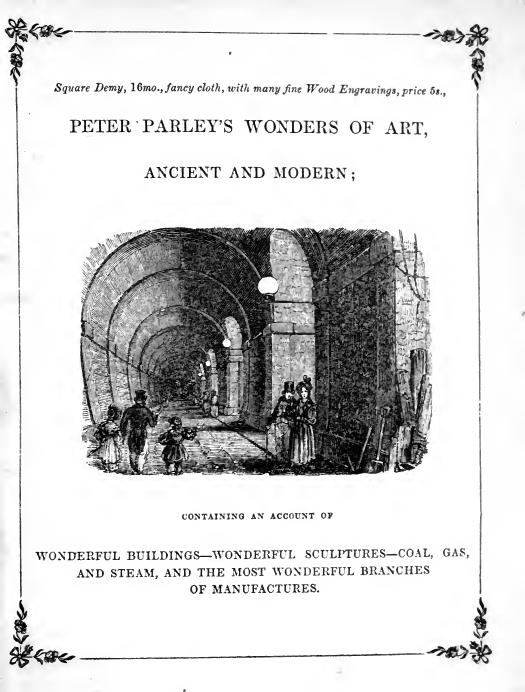 Square Demy, 16mo., fancy cloth, with many fine Wood Engravings, price 5s.,
PETER PARLEY'S WONDERS OF ART,
ANCIENT AND MODERN;
CONTAINING AN ACCOUNT OF
WONDERFUL BUILDINGS—WONDERFUL SCULPTURES—COAL, GAS,
AND STEAM, AND THE MOST WONDERFUL BRANCHES
OF MANUFACTURES.